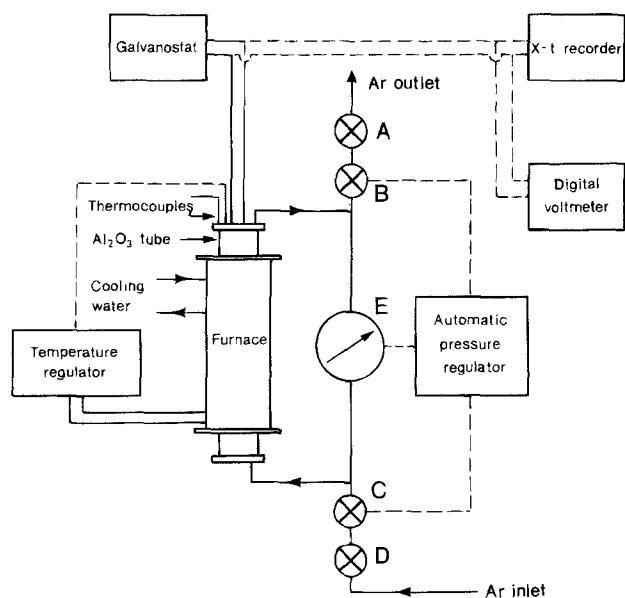 Galvanostat
X-t recorder
Ar outlet
A
B
Digital
voltmeter
Thermocouples
Al₂O₃ tube
Cooling
water
E
Furnace
Automatic
pressure
regulator
Temperature
regulator
C
D
Ar inlet